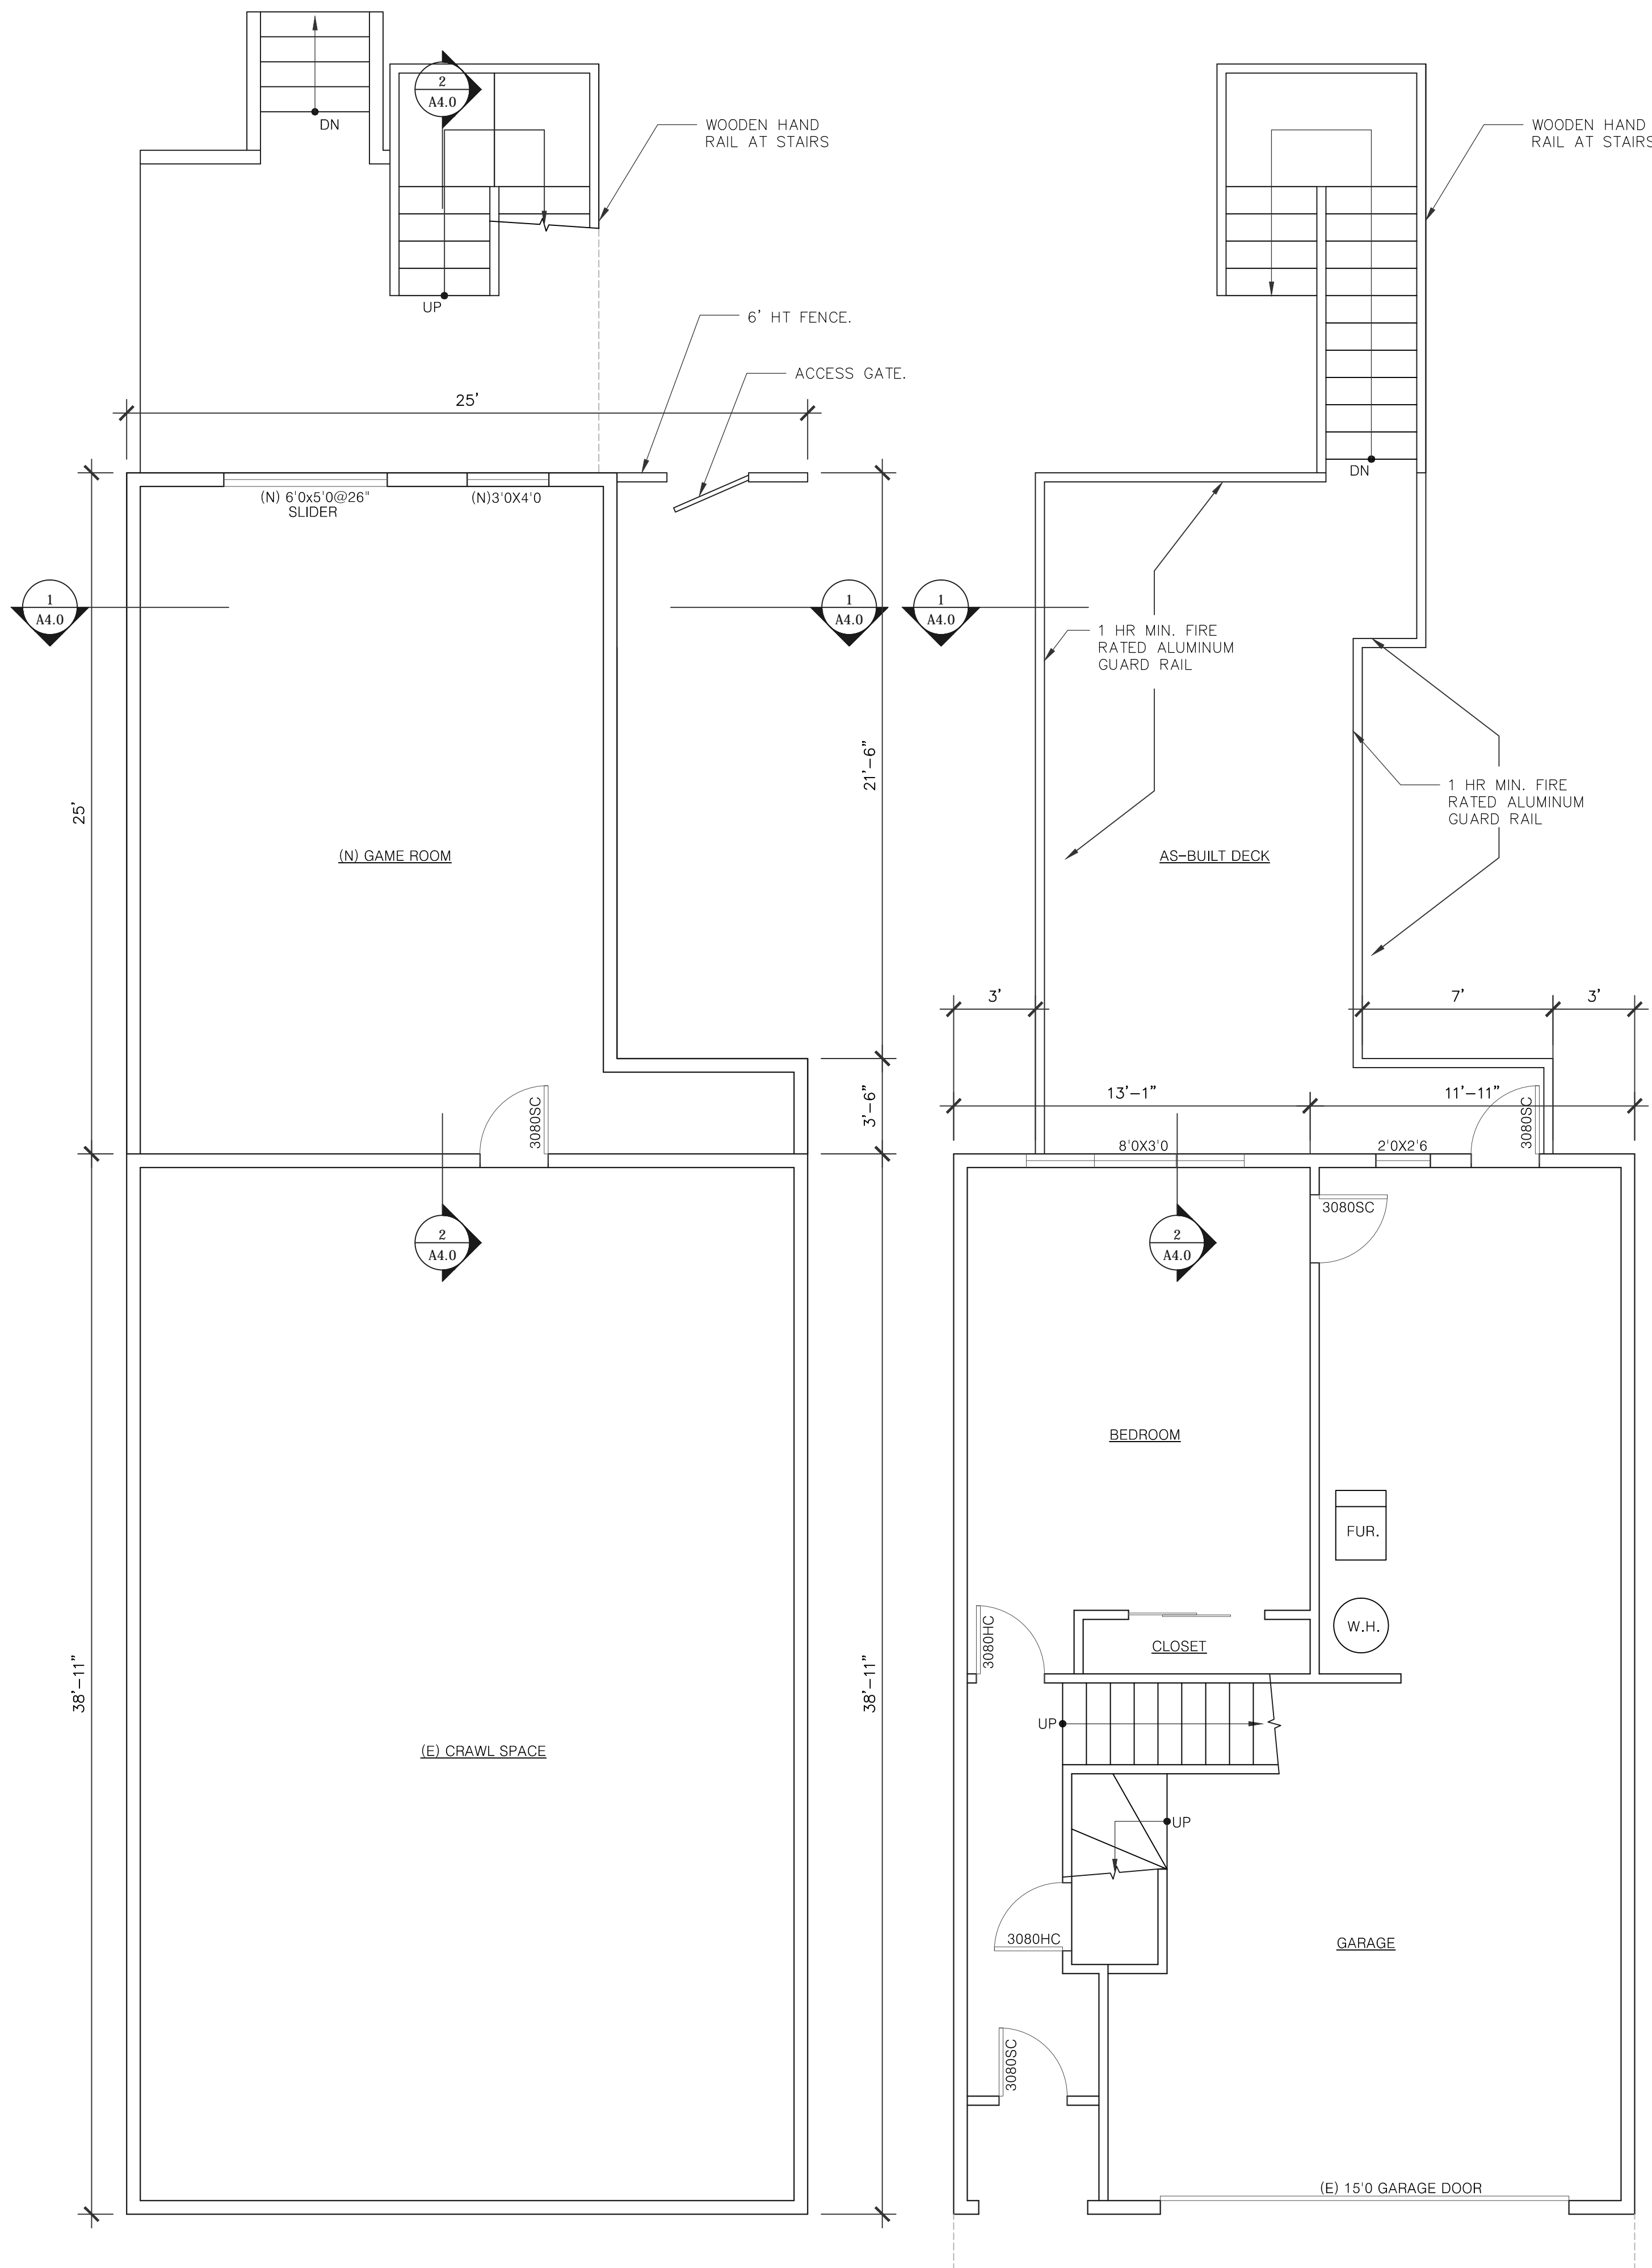 DN
2
A4.0
UP
WOODEN HAND
RAIL AT STAIRS
6' HT FENCE.
ACCESS GATE.
25'
(N) 6'0x5'0@26"
SLIDER
(N)3'0X4'0
1
A4.0
1
A4.0
25'
21'-6"
(N) GAME ROOM
3'-6"
3080SC
2
A4.0
38'-11"
38'-11"
(E) CRAWL SPACE
WOODEN HAND
RAIL AT STAIRS
DN
1
A4.0
1 HR MIN. FIRE
RATED ALUMINUM
GUARD RAIL
1 HR MIN. FIRE
RATED ALUMINUM
GUARD RAIL
AS-BUILT DECK
3'
7'
3'
13'-1"
11'-11"
3080SC
8'0X3'0
2'0X2'6
3080SC
2
A4.0
BEDROOM
FUR.
W.H.
3080HC
CLOSET
UP
UP
3080HC
GARAGE
3080SC
(E) 15'0 GARAGE DOOR